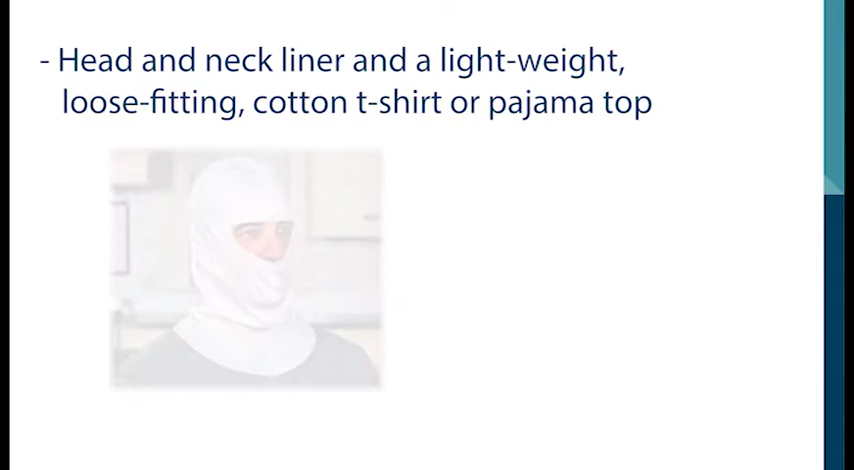 - Head and neck liner and a light-weight,
loose-fitting, cotton t-shirt or pajama top